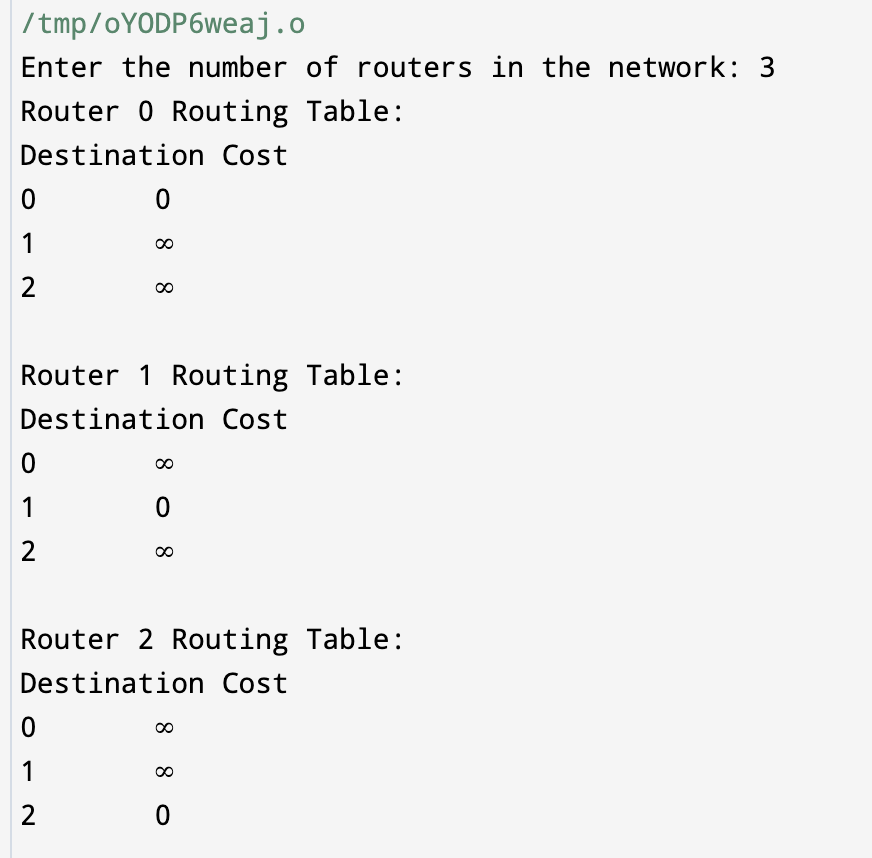 /tmp/oYODP6weaj.o
Enter the number of routers in the network: 3
Router 0 Routing Table:
Destination Cost
0 0
1 ∞
2 ∞
Router 1 Routing Table:
Destination Cost
0 ∞
1 0
2 ∞
Router 2 Routing Table:
Destination Cost
0 ∞
1 ∞
2 0